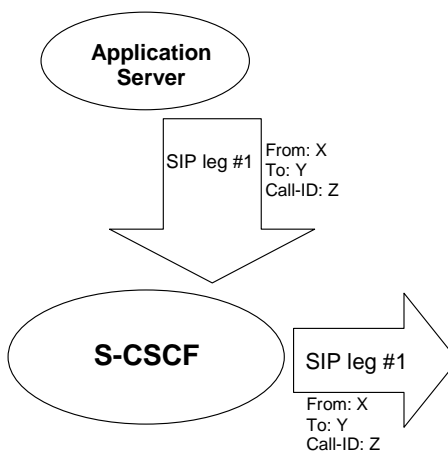 Application
Server
SIP leg #1
From: X
To: Y
Call-ID: Z
S-CSCF
SIP leg #1
From: X
To: Y
Call-ID: Z